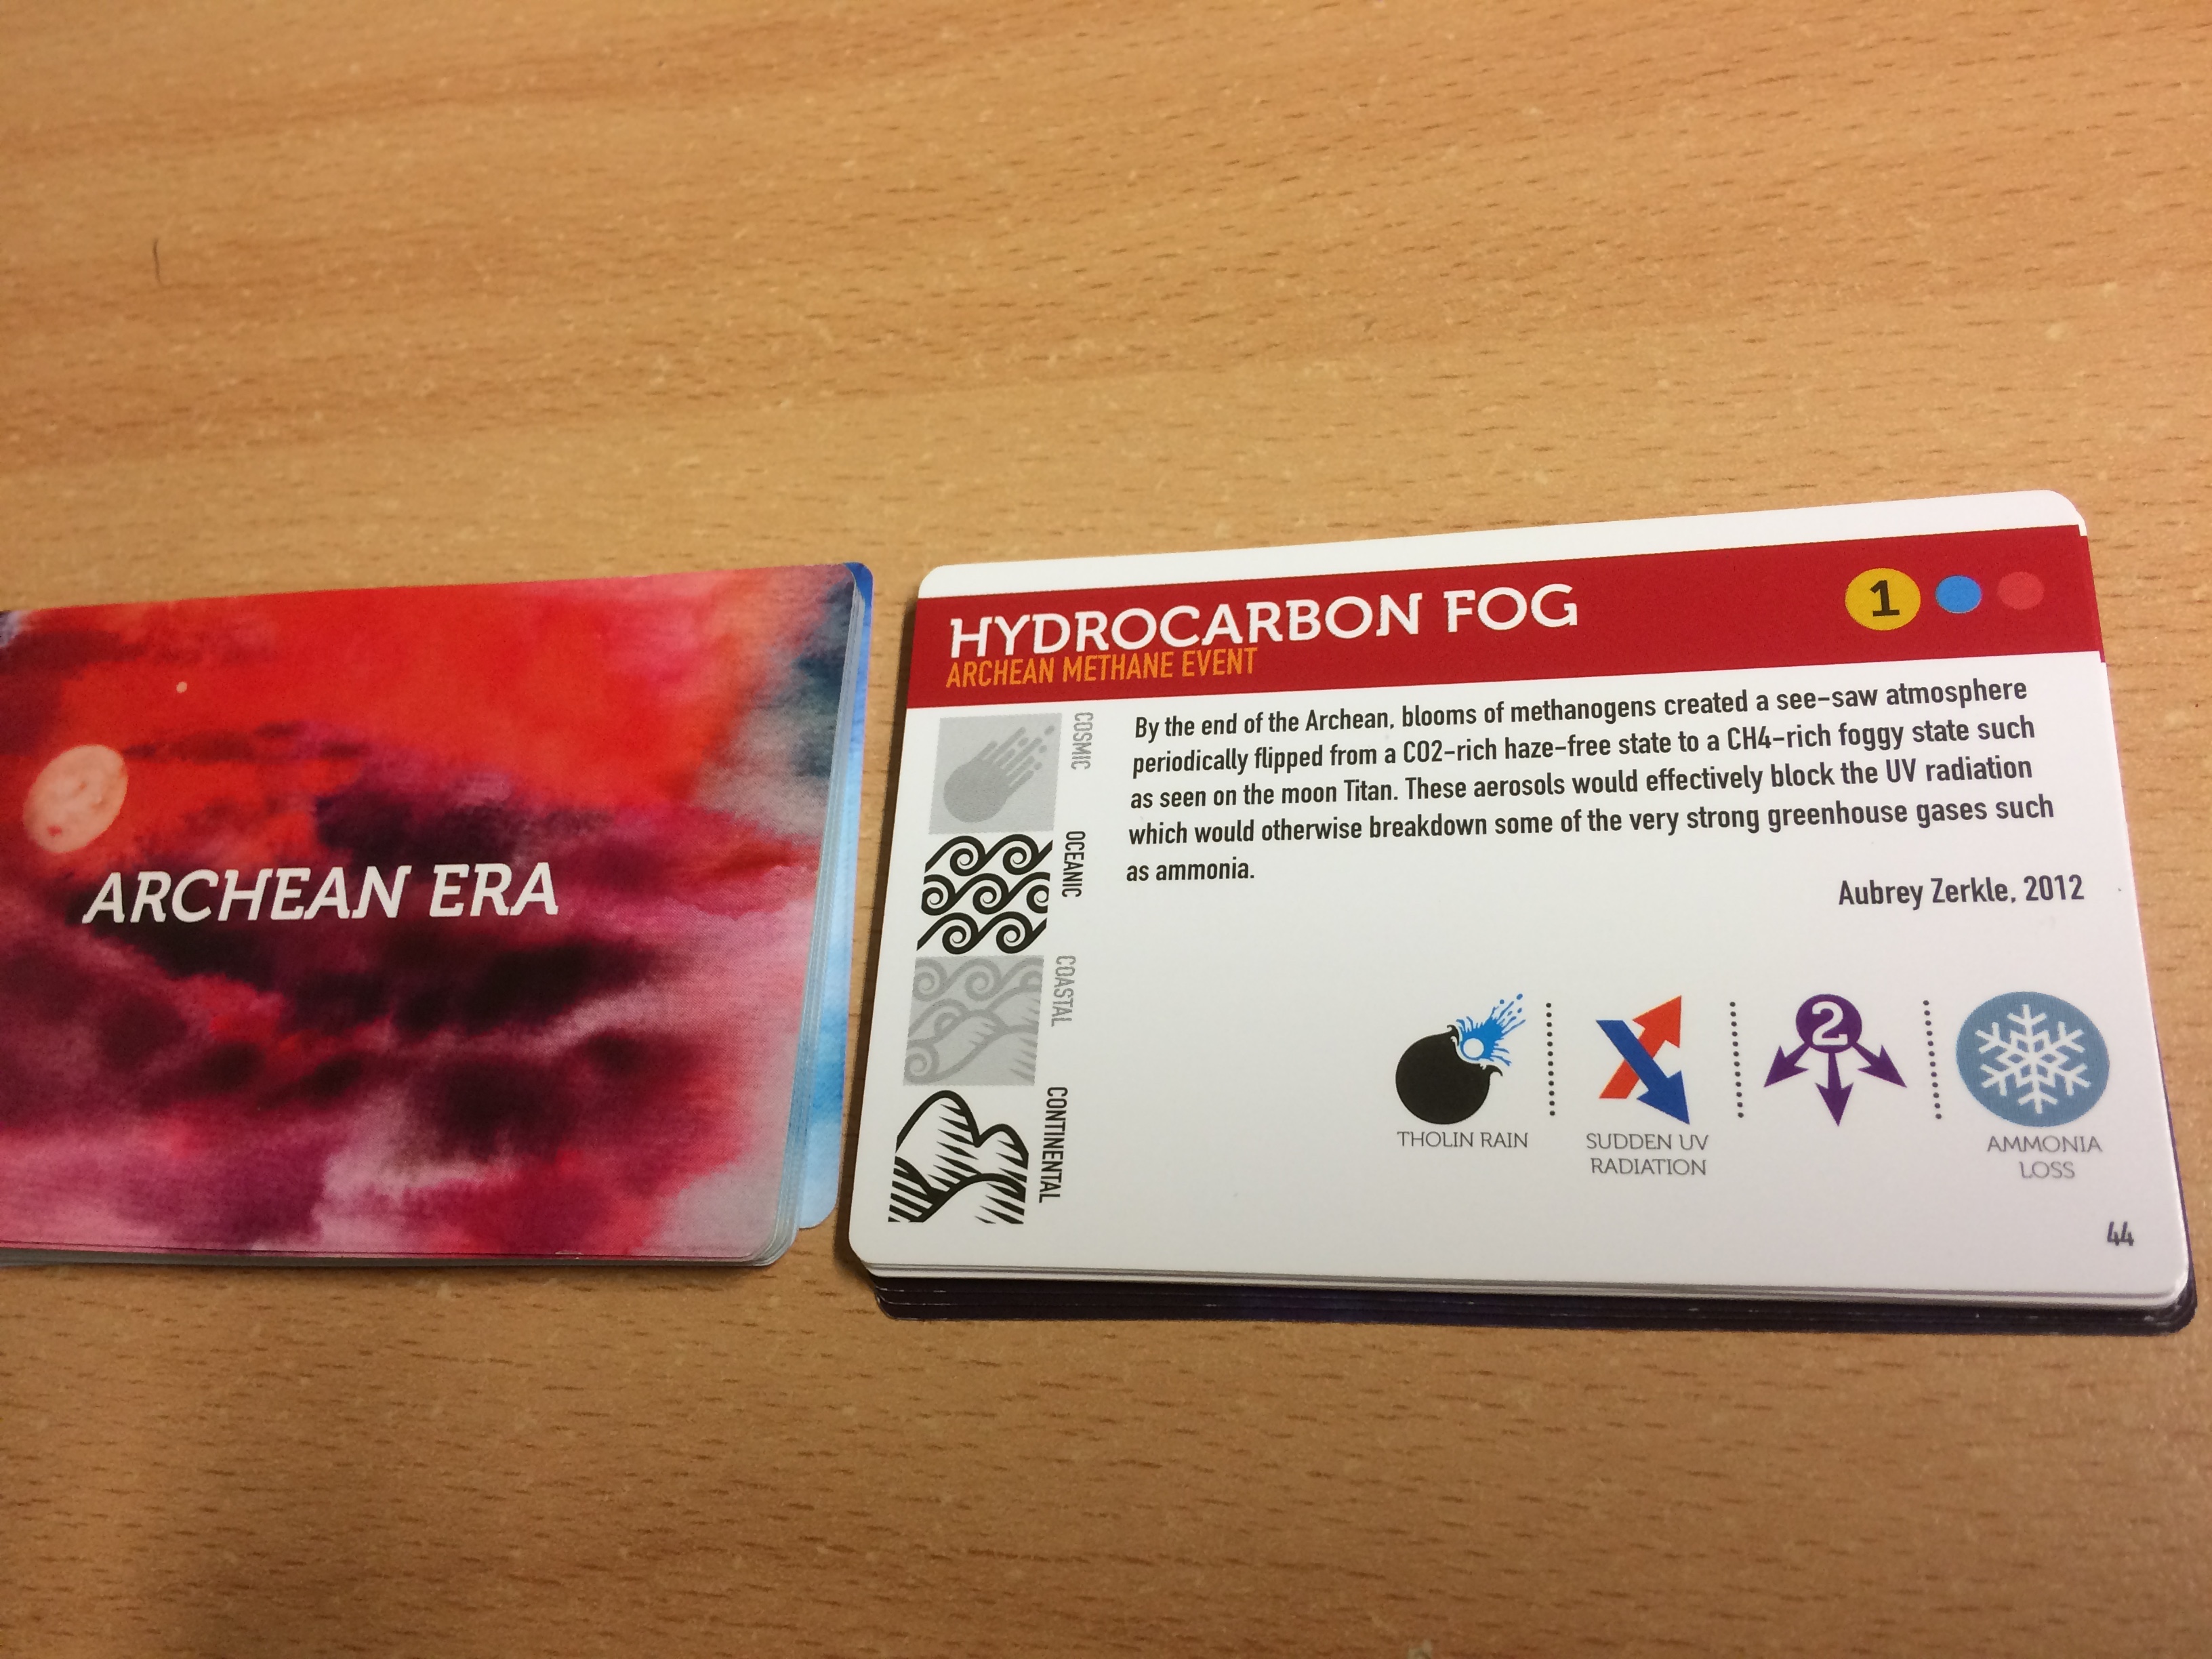 ARCHEAN ERA
HYDROCARBON FOG
1
ARCHEAN METHANE EVENT
COSMIC
OCEANIC
COASTAL
CONTINENTAL
By the end of the Archean, blooms of methanogens created a see-saw atmosphere
periodically flipped from a CO2-rich haze-free state to a CH4-rich foggy state such
as seen on the moon Titan. These aerosols would effectively block the UV radiation
which would otherwise breakdown some of the very strong greenhouse gases such
as ammonia.
Aubrey Zerkle, 2012
2
THOLIN RAIN
SUDDEN UV
RADIATION
AMMONIA
LOSS
44